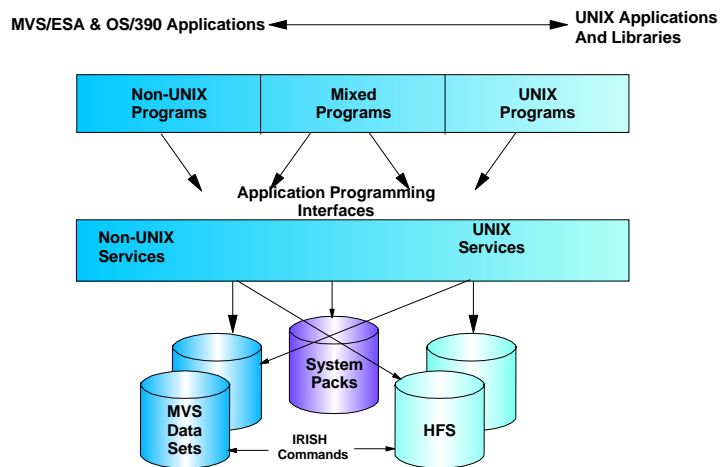 MVS/ESA & OS/390 Applications
UNIX Applications
And Libraries
Non-UNIX
Programs
Mixed
Programs
UNIX
Programs
Application Programming
Interfaces
Non-UNIX
Services
UNIX
Services
System
Packs
MVS
Data
Sets
IRISH
Commands
HFS